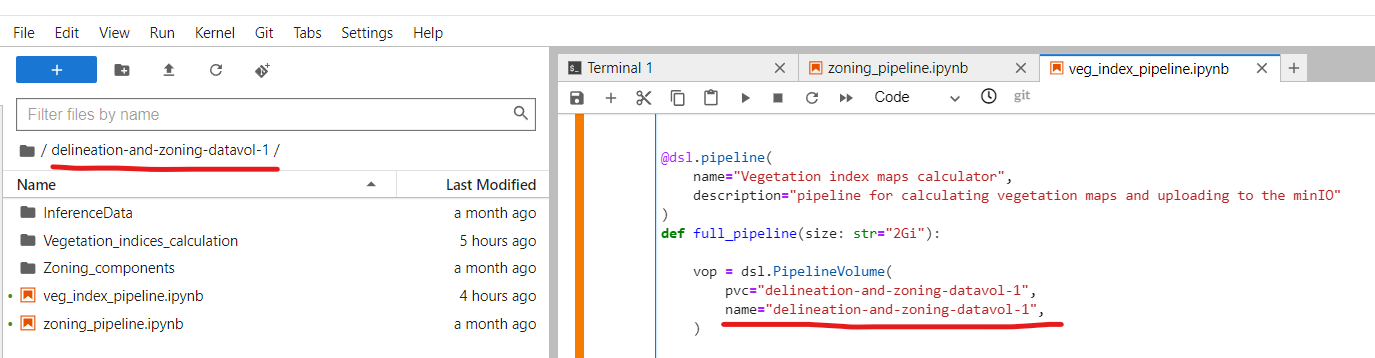 File Edit View Run Kernel Git Tabs Settings Help
Filter files by name
/ delineation-and-zoning-datavol-1 /
Name Last Modified
InferenceData a month ago
Vegetation_indices_calculation 5 hours ago
Zoning_components a month ago
veg_index_pipeline.ipynb 4 hours ago
zoning_pipeline.ipynb a month ago
Terminal 1 zoning_pipeline.ipynb veg_index_pipeline.ipynb
Code git
@dsl.pipeline(
name="Vegetation index maps calculator",
description="pipeline for calculating vegetation maps and uploading to the minIO"
)
def full_pipeline(size: str="2Gi"):
vop = dsl.PipelineVolume(
pvc="delineation-and-zoning-datavol-1",
name="delineation-and-zoning-datavol-1",
)